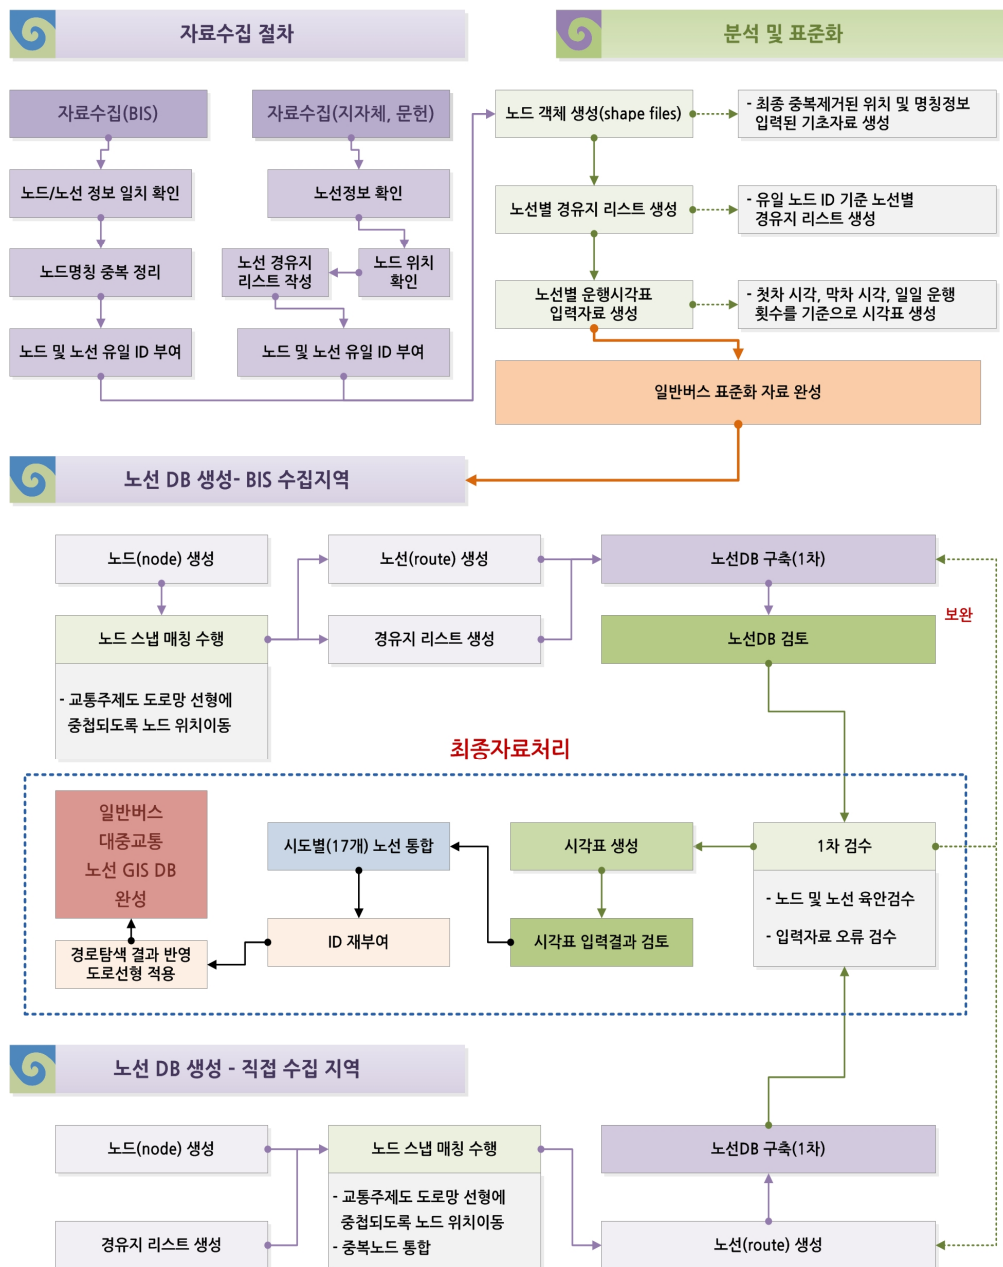 자료수집 절차
분석 및 표준화
자료수집(BIS)
자료수집(지자체, 문헌)
노드/노선 정보 일치 확인
노선정보 확인
노드명칭 중복 정리
노선 경유지
리스트 작성
노드 위치
확인
노드 및 노선 유일 ID 부여
노드 및 노선 유일 ID 부여
노드 객체 생성(shape files)
- 최종 중복제거된 위치 및 명칭정보
입력된 기초자료 생성
노선별 경유지 리스트 생성
- 유일 노드 ID 기준 노선별
경유지 리스트 생성
노선별 운행시각표
입력자료 생성
- 첫차 시각, 막차 시각, 일일 운행
횟수를 기준으로 시각표 생성
일반버스 표준화 자료 완성
노선 DB 생성- BIS 수집지역
노드(node) 생성
노선(route) 생성
노선DB 구축(1차)
노드 스냅 매칭 수행
경유지 리스트 생성
노선DB 검토
보완
- 교통주제도 도로망 선형에
중첩되도록 노드 위치이동
최종자료처리
일반버스
대중교통
노선 GIS DB
완성
시도별(17개) 노선 통합
시각표 생성
1차 검수
- 노드 및 노선 육안검수
- 입력자료 오류 검수
ID 재부여
시각표 입력결과 검토
경로탐색 결과 반영
도로선형 적용
노선 DB 생성 - 직접 수집 지역
노드(node) 생성
노드 스냅 매칭 수행
노선DB 구축(1차)
- 교통주제도 도로망 선형에
중첩되도록 노드 위치이동
- 중복노드 통합
경유지 리스트 생성
노선(route) 생성